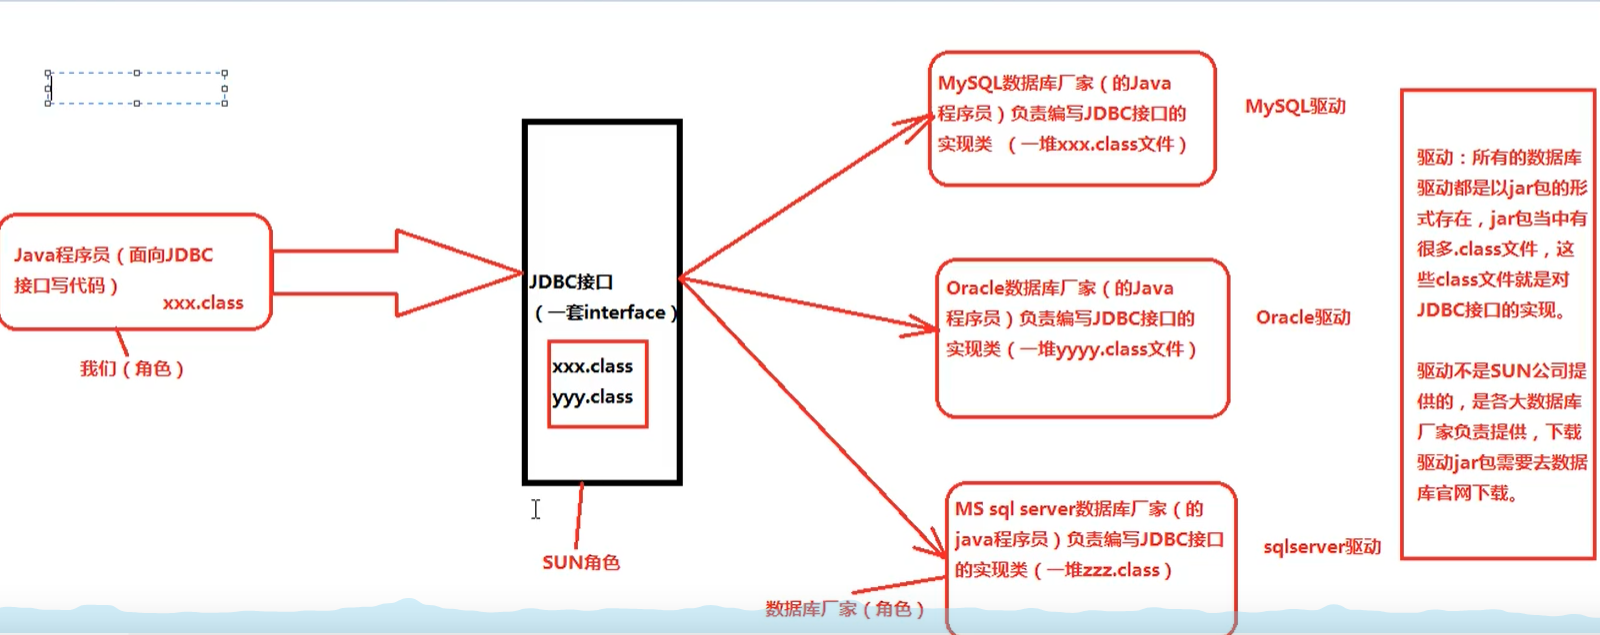 Java程序员（面向JDBC
接口写代码）
xxx.class
我们（角色）
JDBC接口
（一套interface）
xxx.class
yyy.class
SUN角色
MySQL数据库厂家（的Java
程序员）负责编写JDBC接口的
实现类 （一堆xxx.class文件）
MySQL驱动
Oracle数据库厂家（的Java
程序员）负责编写JDBC接口的
实现类（一堆yyyy.class文件）
Oracle驱动
MS sql server数据库厂家（的
java程序员）负责编写JDBC接口
的实现类（一堆zzz.class）
sqlserver驱动
数据库厂家（角色）
驱动：所有的数据库
驱动都是以jar包的形
式存在，jar包当中有
很多.class文件，这
些class文件就是对
JDBC接口的实现。
驱动不是SUN公司提
供的，是各大数据库
厂家负责提供，下载
驱动jar包需要去数据
库官网下载。